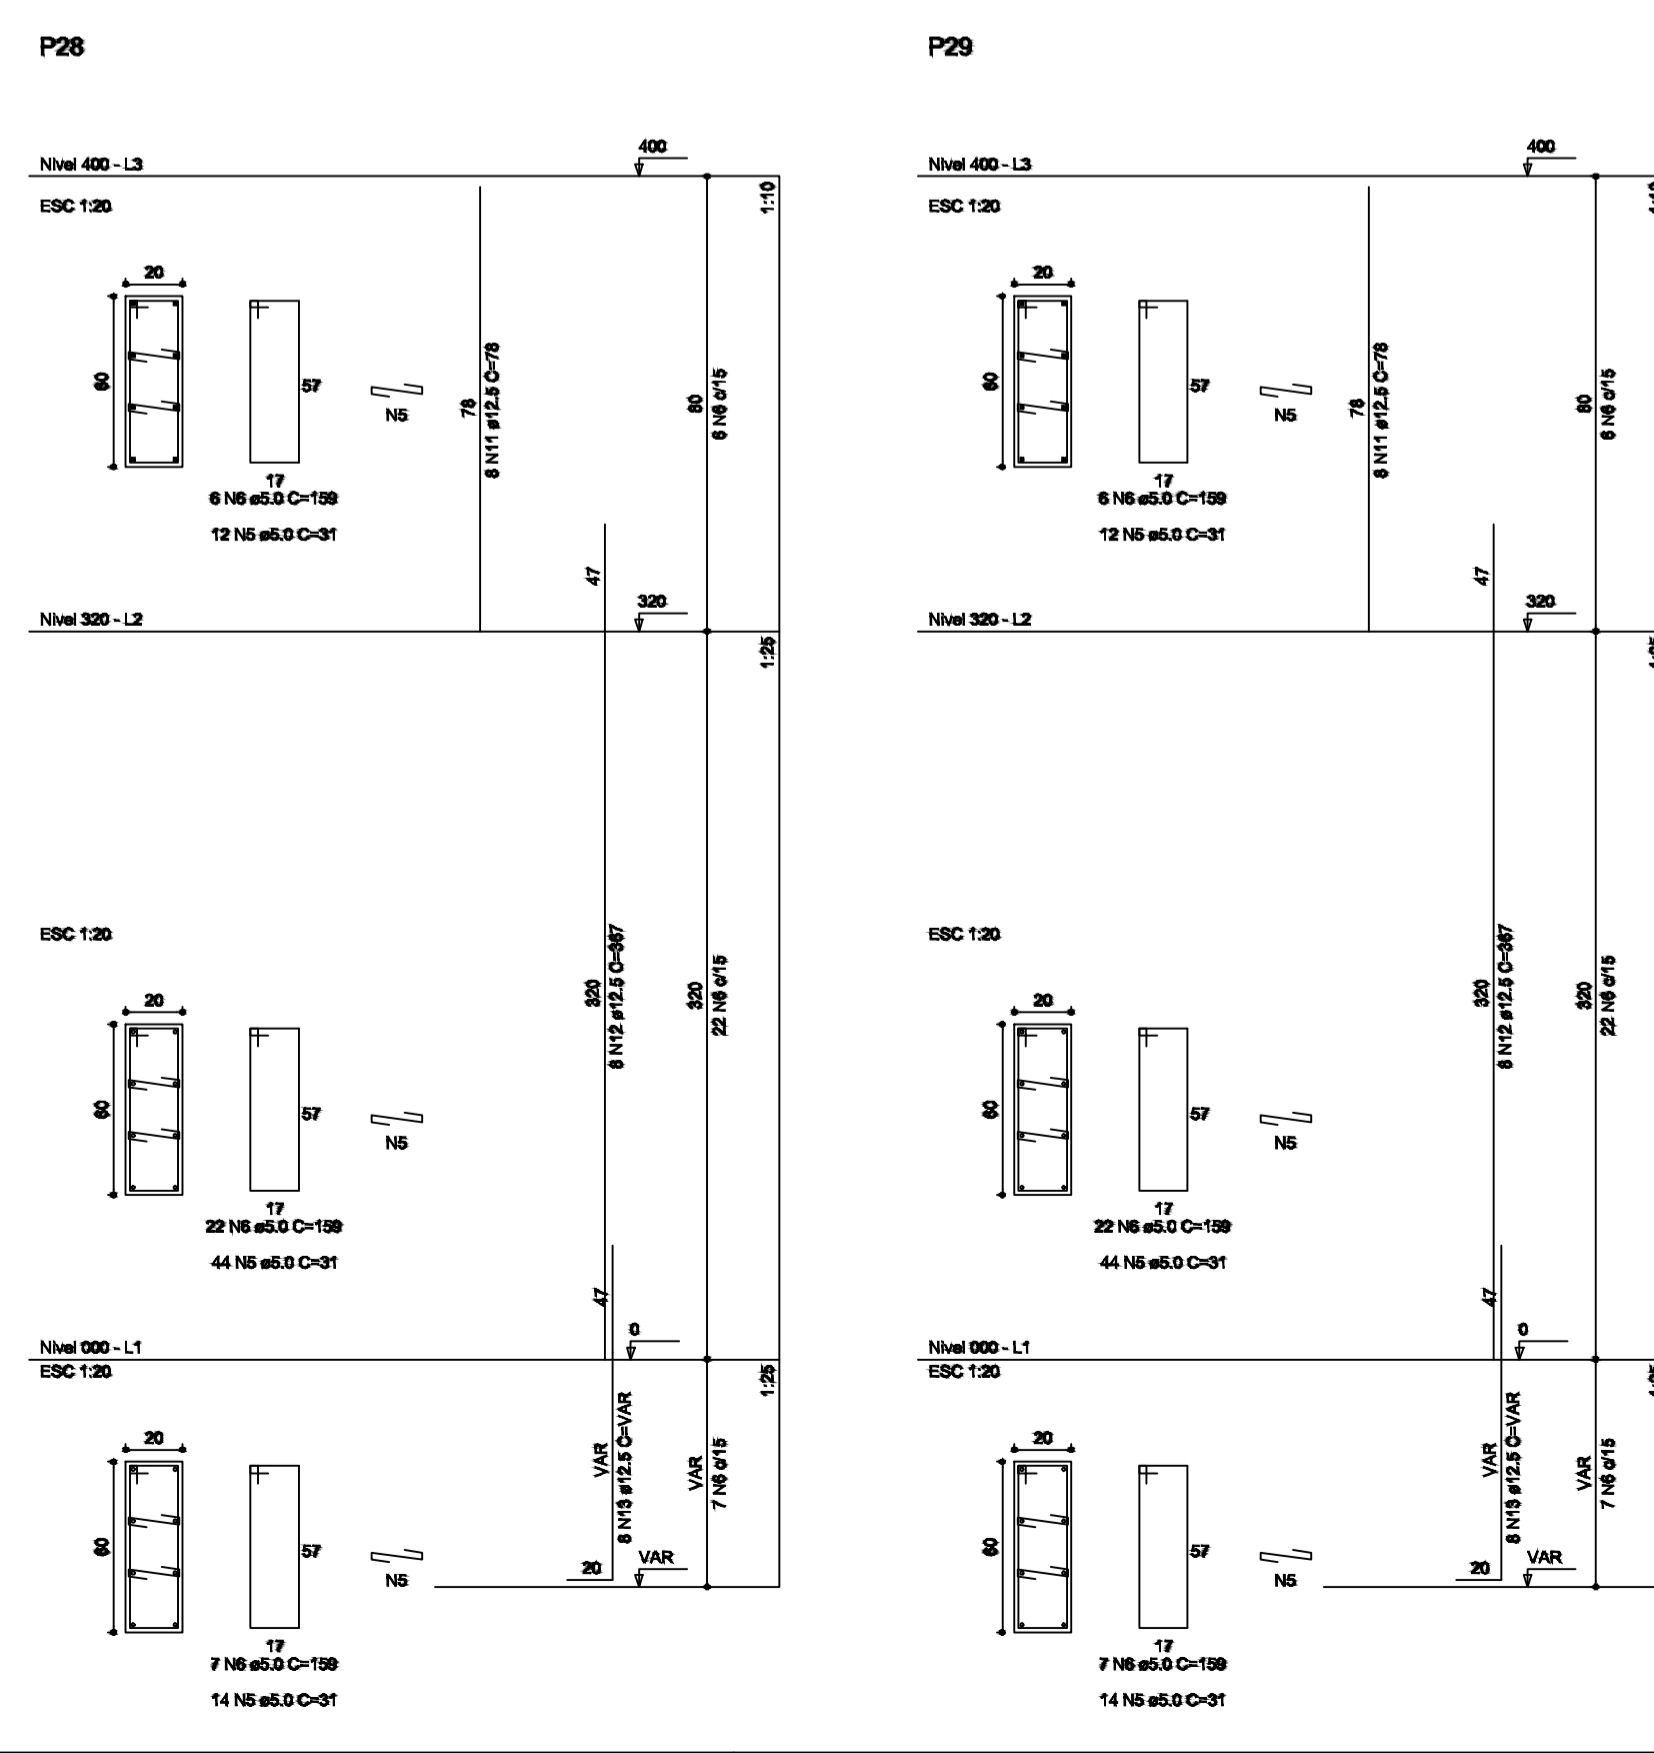 P28
400
Nivel 400 - L3
ESC 1:20
1:10
20
60
57
N5
17
6 N6 ø5.0 C=159
12 N5 ø5.0 C=31
78
8 N11 ø12.5 C=78
80
6 N6 c/15
47
320
Nivel 320 - L2
1:25
ESC 1:20
20
60
57
N5
17
22 N6 ø5.0 C=159
44 N5 ø5.0 C=31
320
8 N12 ø12.5 C=367
320
22 N6 c/15
47
0
Nivel 000 - L1
ESC 1:20
1:25
20
60
57
N5
17
7 N6 ø5.0 C=159
14 N5 ø5.0 C=31
VAR
8 N13 ø12.5 C=VAR
VAR
7 N6 c/15
20
VAR
P29
400
Nivel 400 - L3
ESC 1:20
20
60
57
N5
17
6 N6 ø5.0 C=159
12 N5 ø5.0 C=31
78
8 N11 ø12.5 C=78
80
6 N6 c/15
47
320
Nivel 320 - L2
ESC 1:20
20
60
57
N5
17
22 N6 ø5.0 C=159
44 N5 ø5.0 C=31
320
8 N12 ø12.5 C=367
320
22 N6 c/15
47
0
Nivel 000 - L1
ESC 1:20
20
60
57
N5
17
7 N6 ø5.0 C=159
14 N5 ø5.0 C=31
VAR
8 N13 ø12.5 C=VAR
VAR
7 N6 c/15
20
VAR